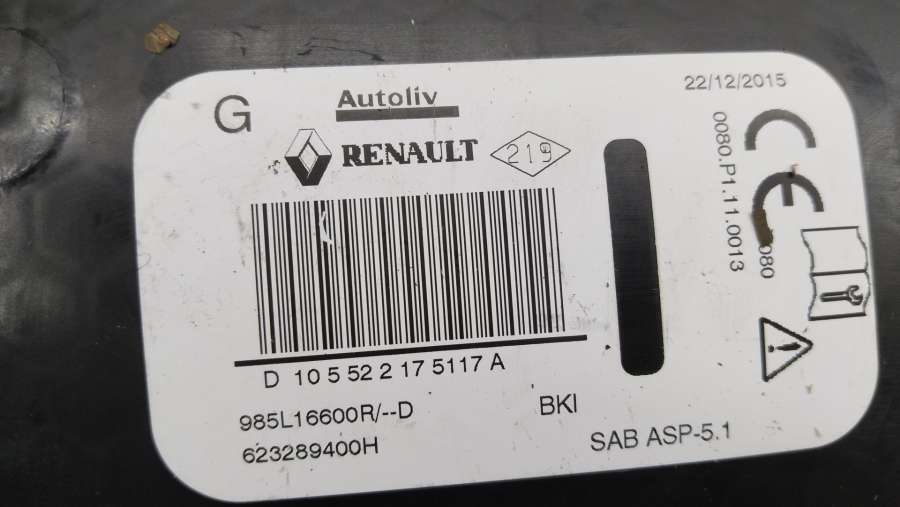 G
Autoliv
RENAULT
219
22/12/2015
0080.P1.11.0013
CE
080
D 10 5 52 2 17 5117 A
985L16600R/--D
BKI
623289400H
SAB ASP-5.1